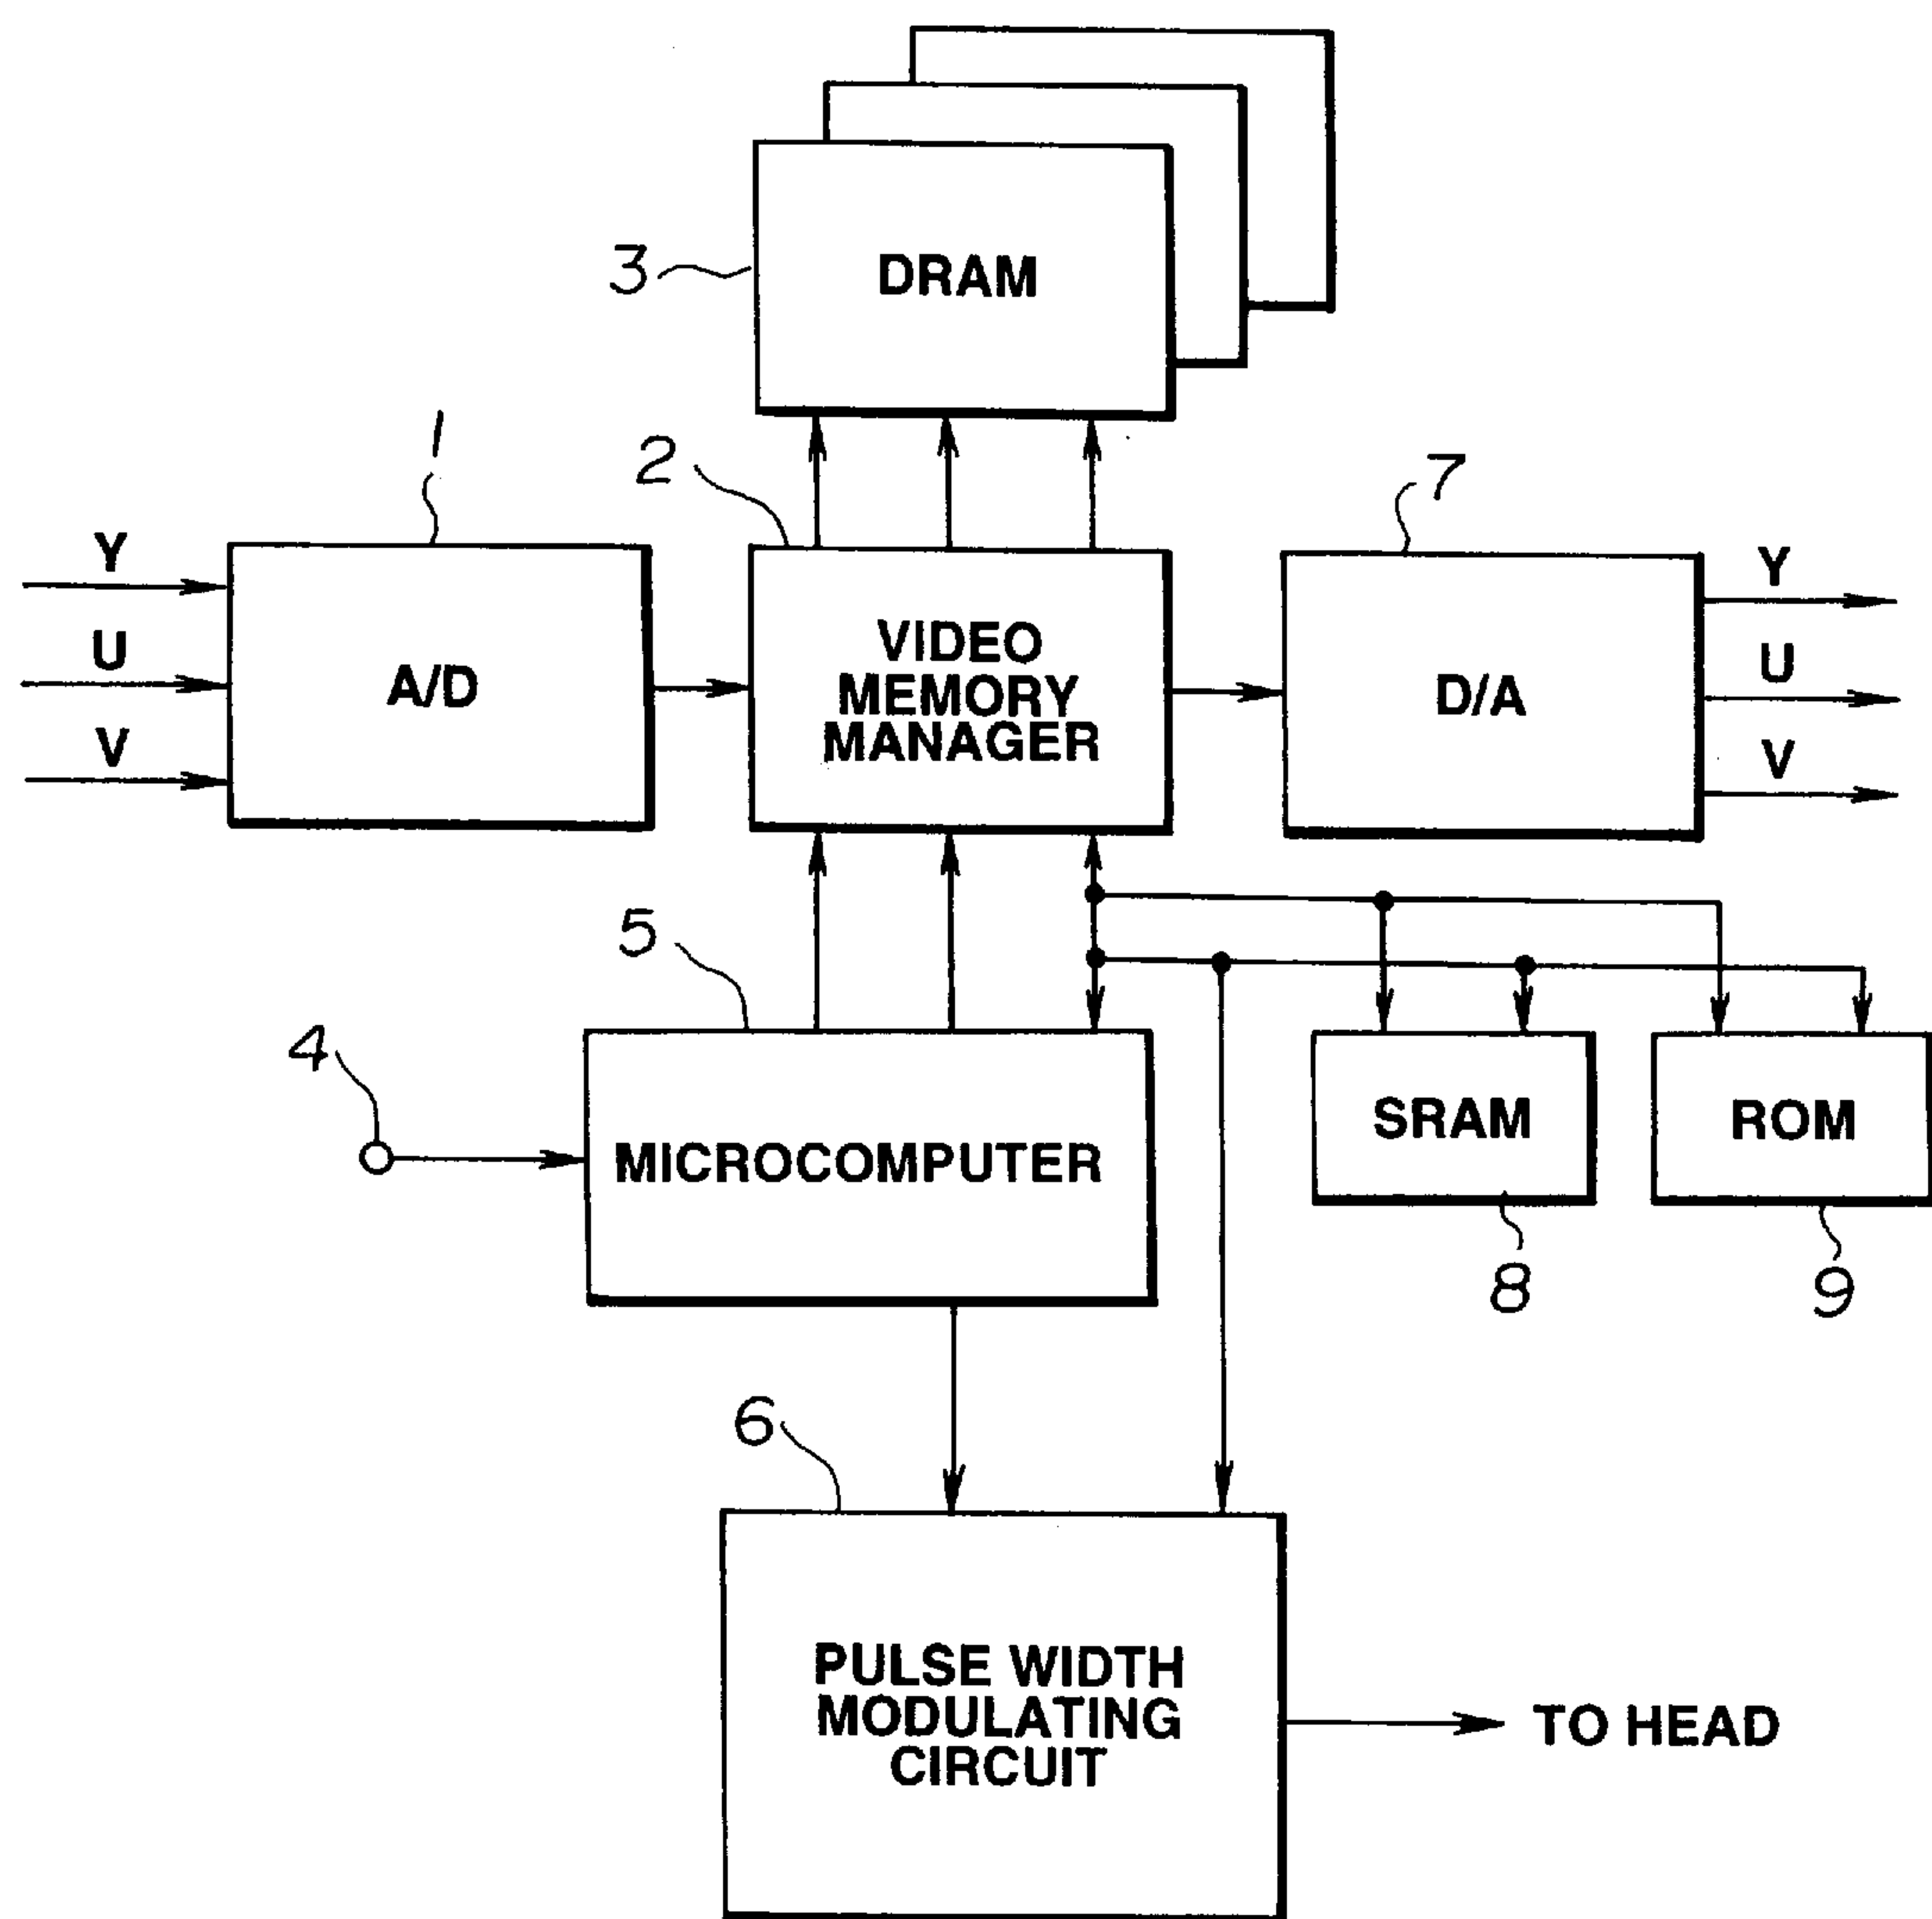 DRAM
3
1
2
7
Y
U
V
A/D
VIDEO
MEMORY
MANAGER
D/A
Y
U
V
5
4
MICROCOMPUTER
SRAM
ROM
8
9
6
PULSE WIDTH
MODULATING
CIRCUIT
TO HEAD